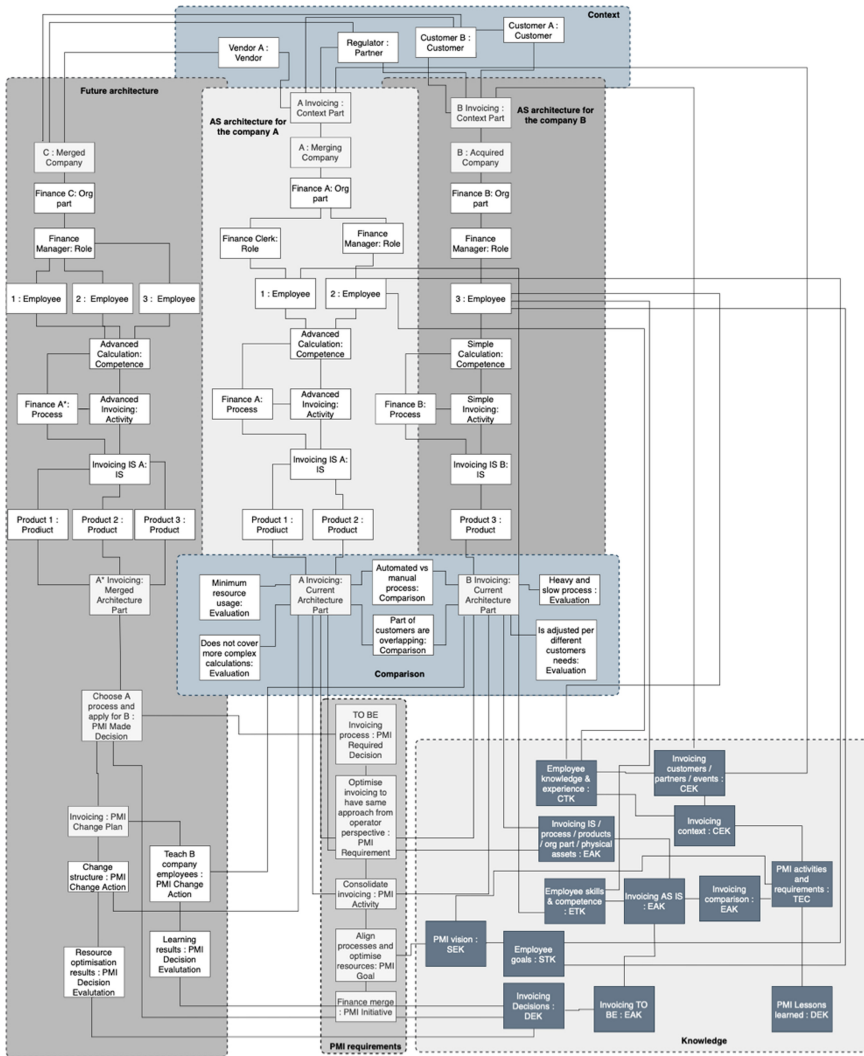 Context
Customer A :
Customer
Customer B :
Customer
Regulator :
Partner
Vendor A :
Vendor
Future architecture
AS architecture for
the company A
A Invoicing :
Context Part
B Invoicing :
Context Part
AS architecture for
the company B
C : Merged
Company
A : Merging
Company
B : Acquired
Company
Finance C: Org
part
Finance A: Org
part
Finance B: Org
part
Finance
Manager: Role
Finance Clerk:
Role
Finance
Manager: Role
Finance
Manager: Role
1 : Employee
2 : Employee
3 : Employee
1 : Employee
2 : Employee
3 : Employee
Advanced
Calculation:
Competence
Advanced
Calculation:
Competence
Simple
Calculation:
Competence
Finance A*:
Process
Advanced
Invoicing:
Activity
Finance A:
Process
Advanced
Invoicing:
Activity
Finance B:
Process
Simple
Invoicing:
Activity
Invoicing IS A:
IS
Invoicing IS A:
IS
Invoicing IS B:
IS
Product 1 :
Product
Product 2 :
Product
Product 3 :
Product
Product 1 :
Product
Product 2 :
Product
Product 3 :
Product
A* Invoicing:
Merged
Architecture
Part
Minimum
resource
usage:
Evaluation
A Invoicing:
Current
Architecture
Part
Automated vs
manual
process:
Comparison
B Invoicing:
Current
Architecture
Part
Heavy and
slow process :
Evaluation
Does not cover
more complex
calculations:
Evaluation
Part of
customers are
overlapping:
Comparison
Is adjusted per
different
customers
needs:
Evaluation
Comparison
Choose A
process and
apply for B :
PMI Made
Decision
TO BE
Invoicing
process : PMI
Required
Decision
Optimise
invoicing to
have same
approach from
operator
perspective :
PMI
Requirement
Invoicing : PMI
Change Plan
Change
structure : PMI
Change Action
Teach B
company
employees :
PMI Change
Action
Consolidate
invoicing : PMI
Activity
Resource
optimisation
results : PMI
Decision
Evalutation
Learning
results : PMI
Decision
Evalutation
Align
processes and
optimise
resources: PMI
Goal
Finance merge
: PMI Initiative
PMI requirements
Employee
knowledge &
experience :
CTK
Invoicing
customers /
partners / events :
CEK
Invoicing
context : CEK
Invoicing IS /
process / products
/ org part / physical
assets : EAK
PMI activities
and
requirements :
TEC
Employee skills
& competence :
ETK
Invoicing AS IS
: EAK
Invoicing
comparison :
EAK
PMI vision :
SEK
Employee
goals : STK
Invoicing
Decisions :
DEK
Invoicing TO
BE : EAK
PMI Lessons
learned : DEK
Knowledge